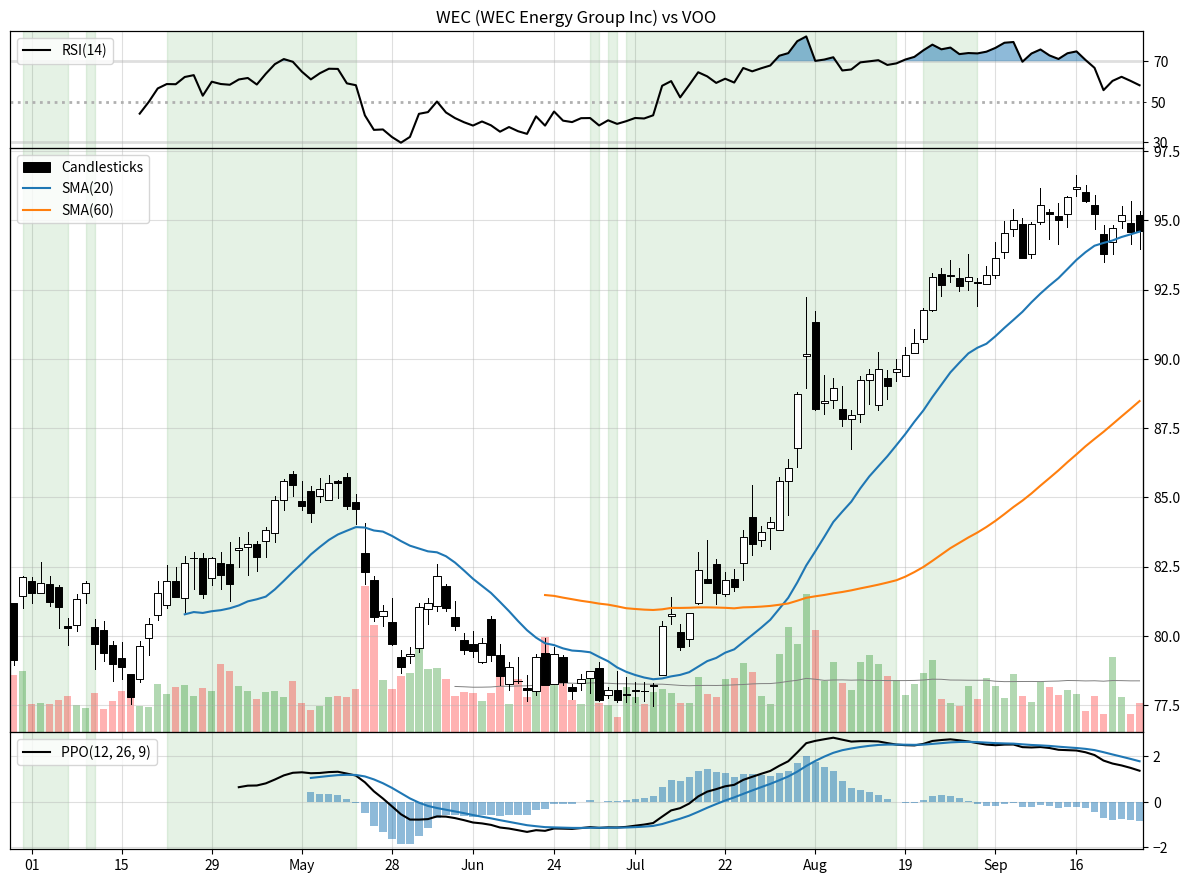 WEC (WEC Energy Group Inc) vs VOO
RSI(14)
70
50
30
97.5
Candlesticks
SMA(20)
SMA(60)
95.0
92.5
90.0
87.5
85.0
82.5
80.0
77.5
PPO(12, 26, 9)
2
0
−2
01 15 29 May 28 Jun 24 Jul 22 Aug 19 Sep 16